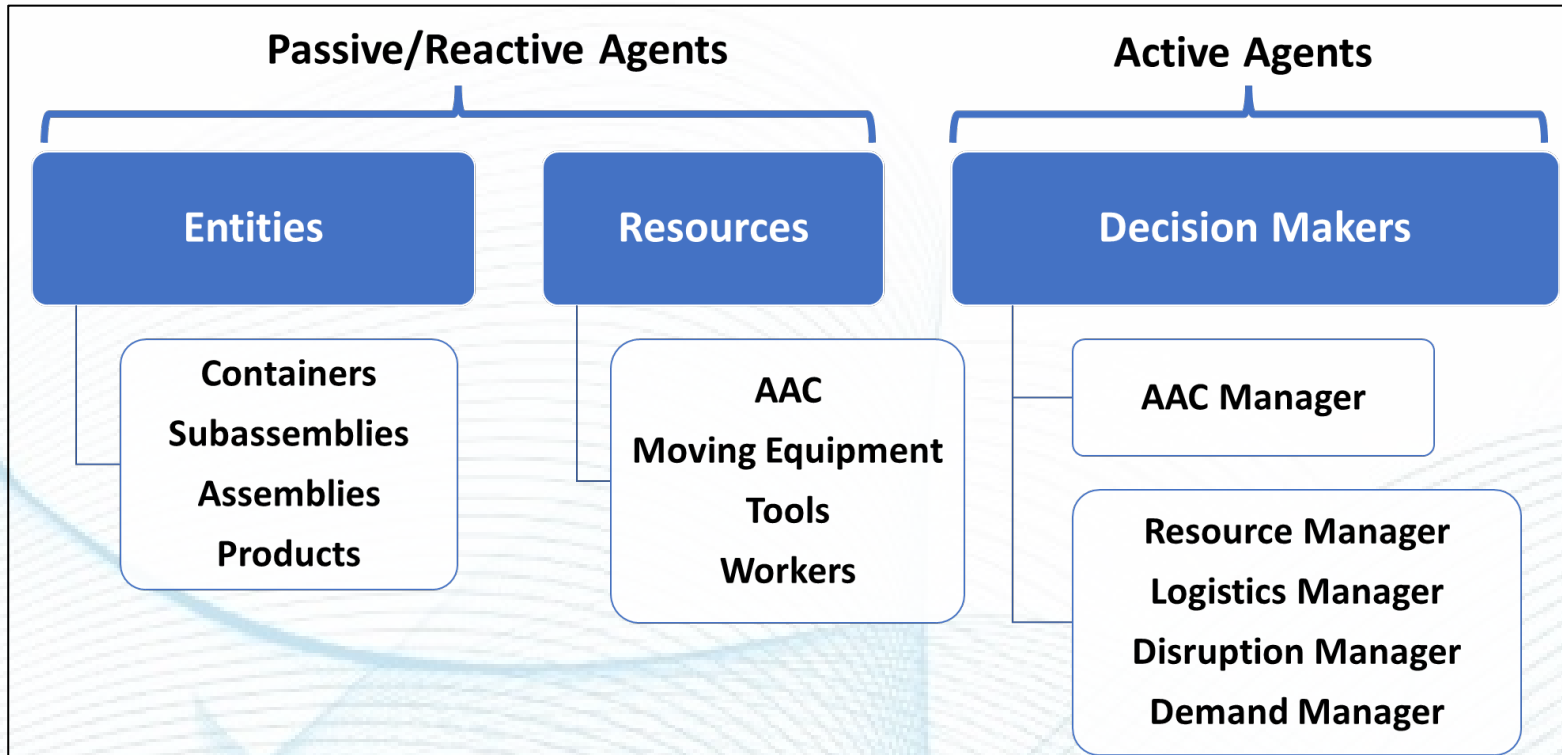 Passive/Reactive Agents
Active Agents
Entities
Resources
Decision Makers
Containers
Subassemblies
Assemblies
Products
AAC
Moving Equipment
Tools
Workers
AAC Manager
Resource Manager
Logistics Manager
Disruption Manager
Demand Manager